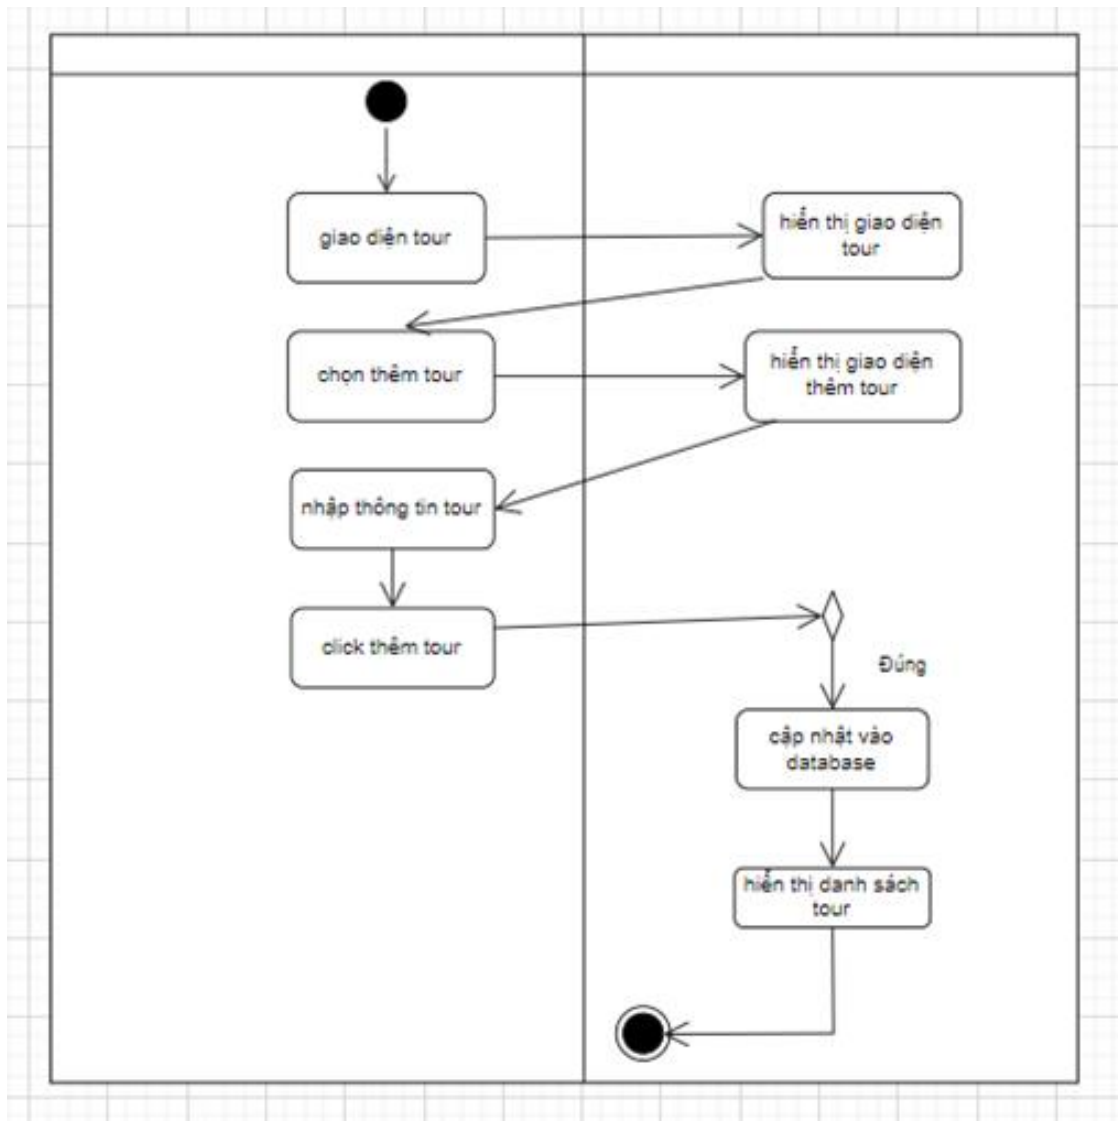 giao diện tour
hiển thị giao diện
tour
chọn thêm tour
hiển thị giao diện
thêm tour
nhập thông tin tour
click thêm tour
Đúng
cập nhật vào
database
hiển thị danh sách
tour